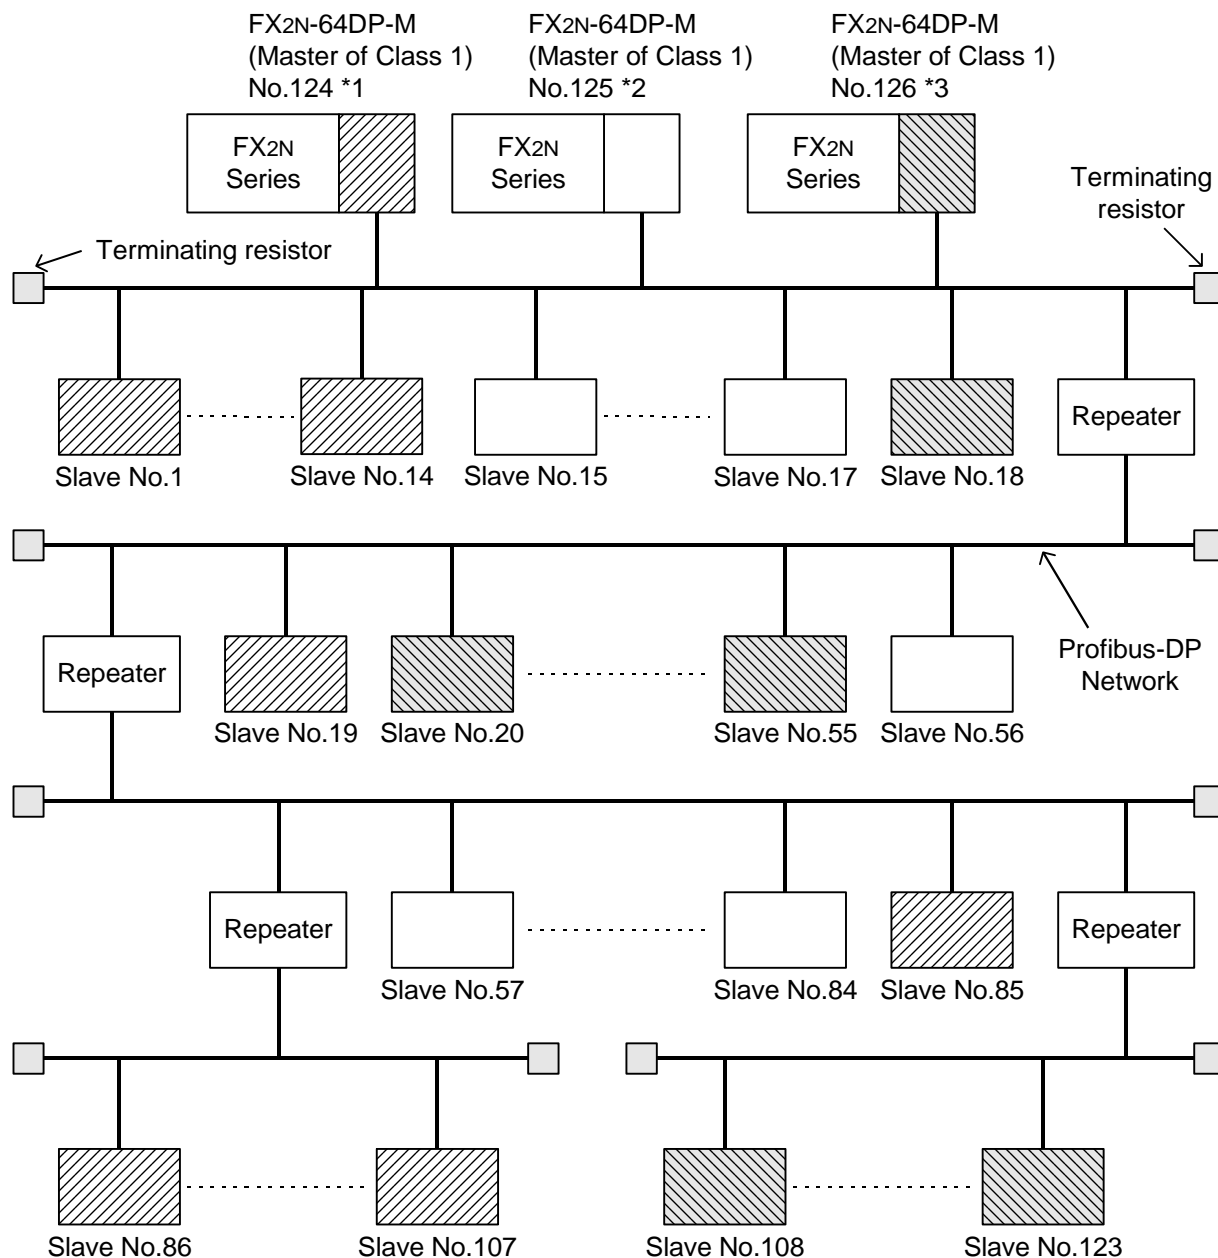 FX2N-64DP-M
(Master of Class 1)
No.124 *1
FX2N-64DP-M
(Master of Class 1)
No.125 *2
FX2N-64DP-M
(Master of Class 1)
No.126 *3
FX2N
Series
FX2N
Series
FX2N
Series
Terminating
resistor
Terminating resistor
Repeater
Slave No.1
Slave No.14
Slave No.15
Slave No.17
Slave No.18
Repeater
Profibus-DP
Network
Slave No.19
Slave No.20
Slave No.55
Slave No.56
Repeater
Repeater
Slave No.57
Slave No.84
Slave No.85
Slave No.86
Slave No.107
Slave No.108
Slave No.123